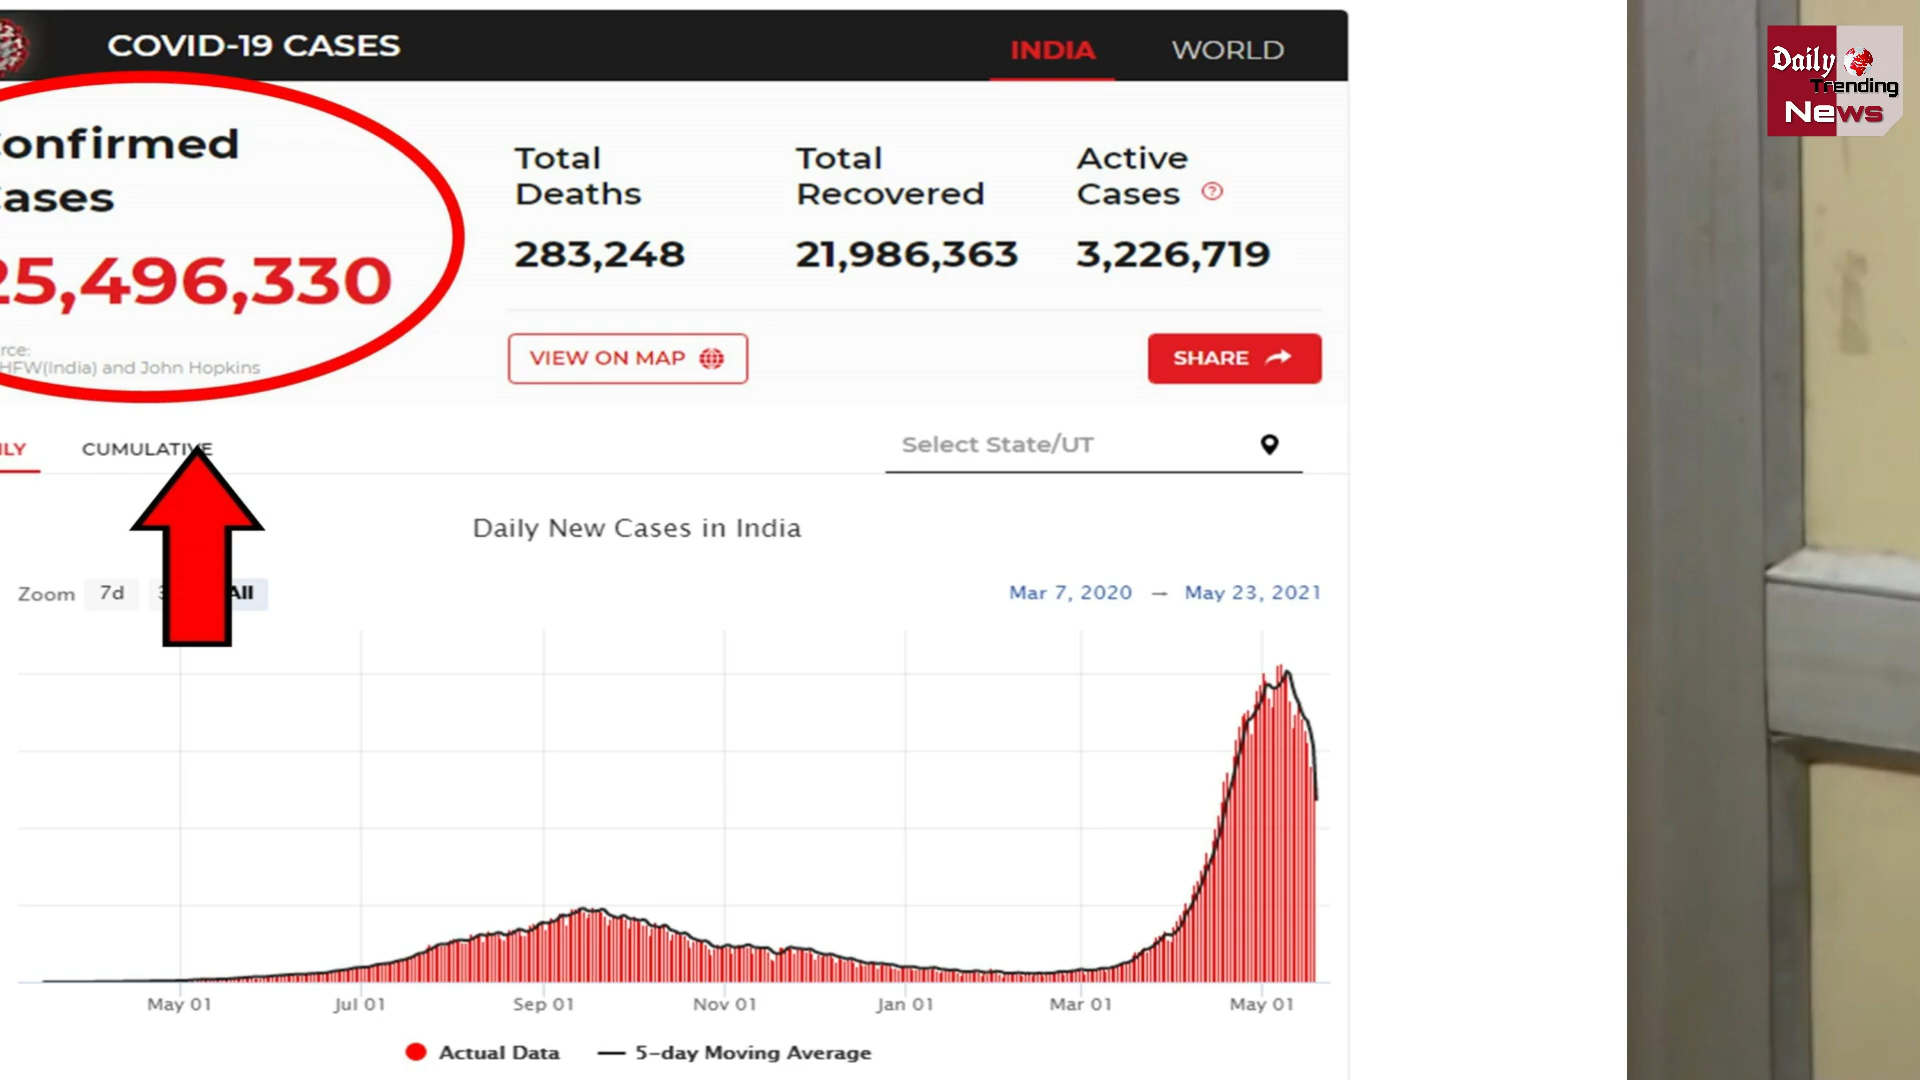 COVID-19 CASES
INDIA
WORLD
onfirmed
ases
25,496,330
rce:
HFW(India) and John Hopkins
Total
Deaths
283,248
Total
Recovered
21,986,363
Active
Cases ?
3,226,719
VIEW ON MAP
SHARE
LY
CUMULATIVE
Select State/UT
Daily New Cases in India
Zoom 7d All
Mar 7, 2020 → May 23, 2021
May 01 Jul 01 Sep 01 Nov 01 Jan 01 Mar 01 May 01
Actual Data 5-day Moving Average
Daily
Trending
News